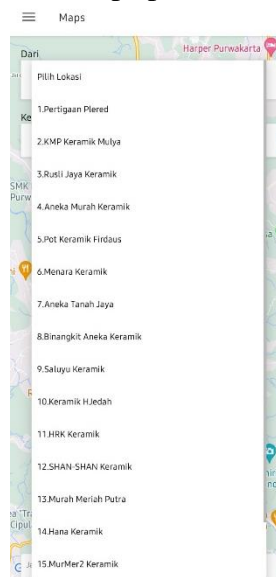 Maps
Harper Purwakarta
Dari
Pilih Lokasi
1.Pertigaan Plered
Ke
2.KMP Keramik Mulya
3.Rusli Jaya Keramik
SMK
Purw
4.Aneka Murah Keramik
5.Pot Keramik Firdaus
6.Menara Keramik
7.Aneka Tanah Jaya
8.Binangkit Aneka Keramik
9.Saluyu Keramik
10.Keramik H.Jedah
11.HRK Keramik
12.SHAN-SHAN Keramik
13.Murah Meriah Putra
14.Hana Keramik
Cipul
15.MurMer2 Keramik